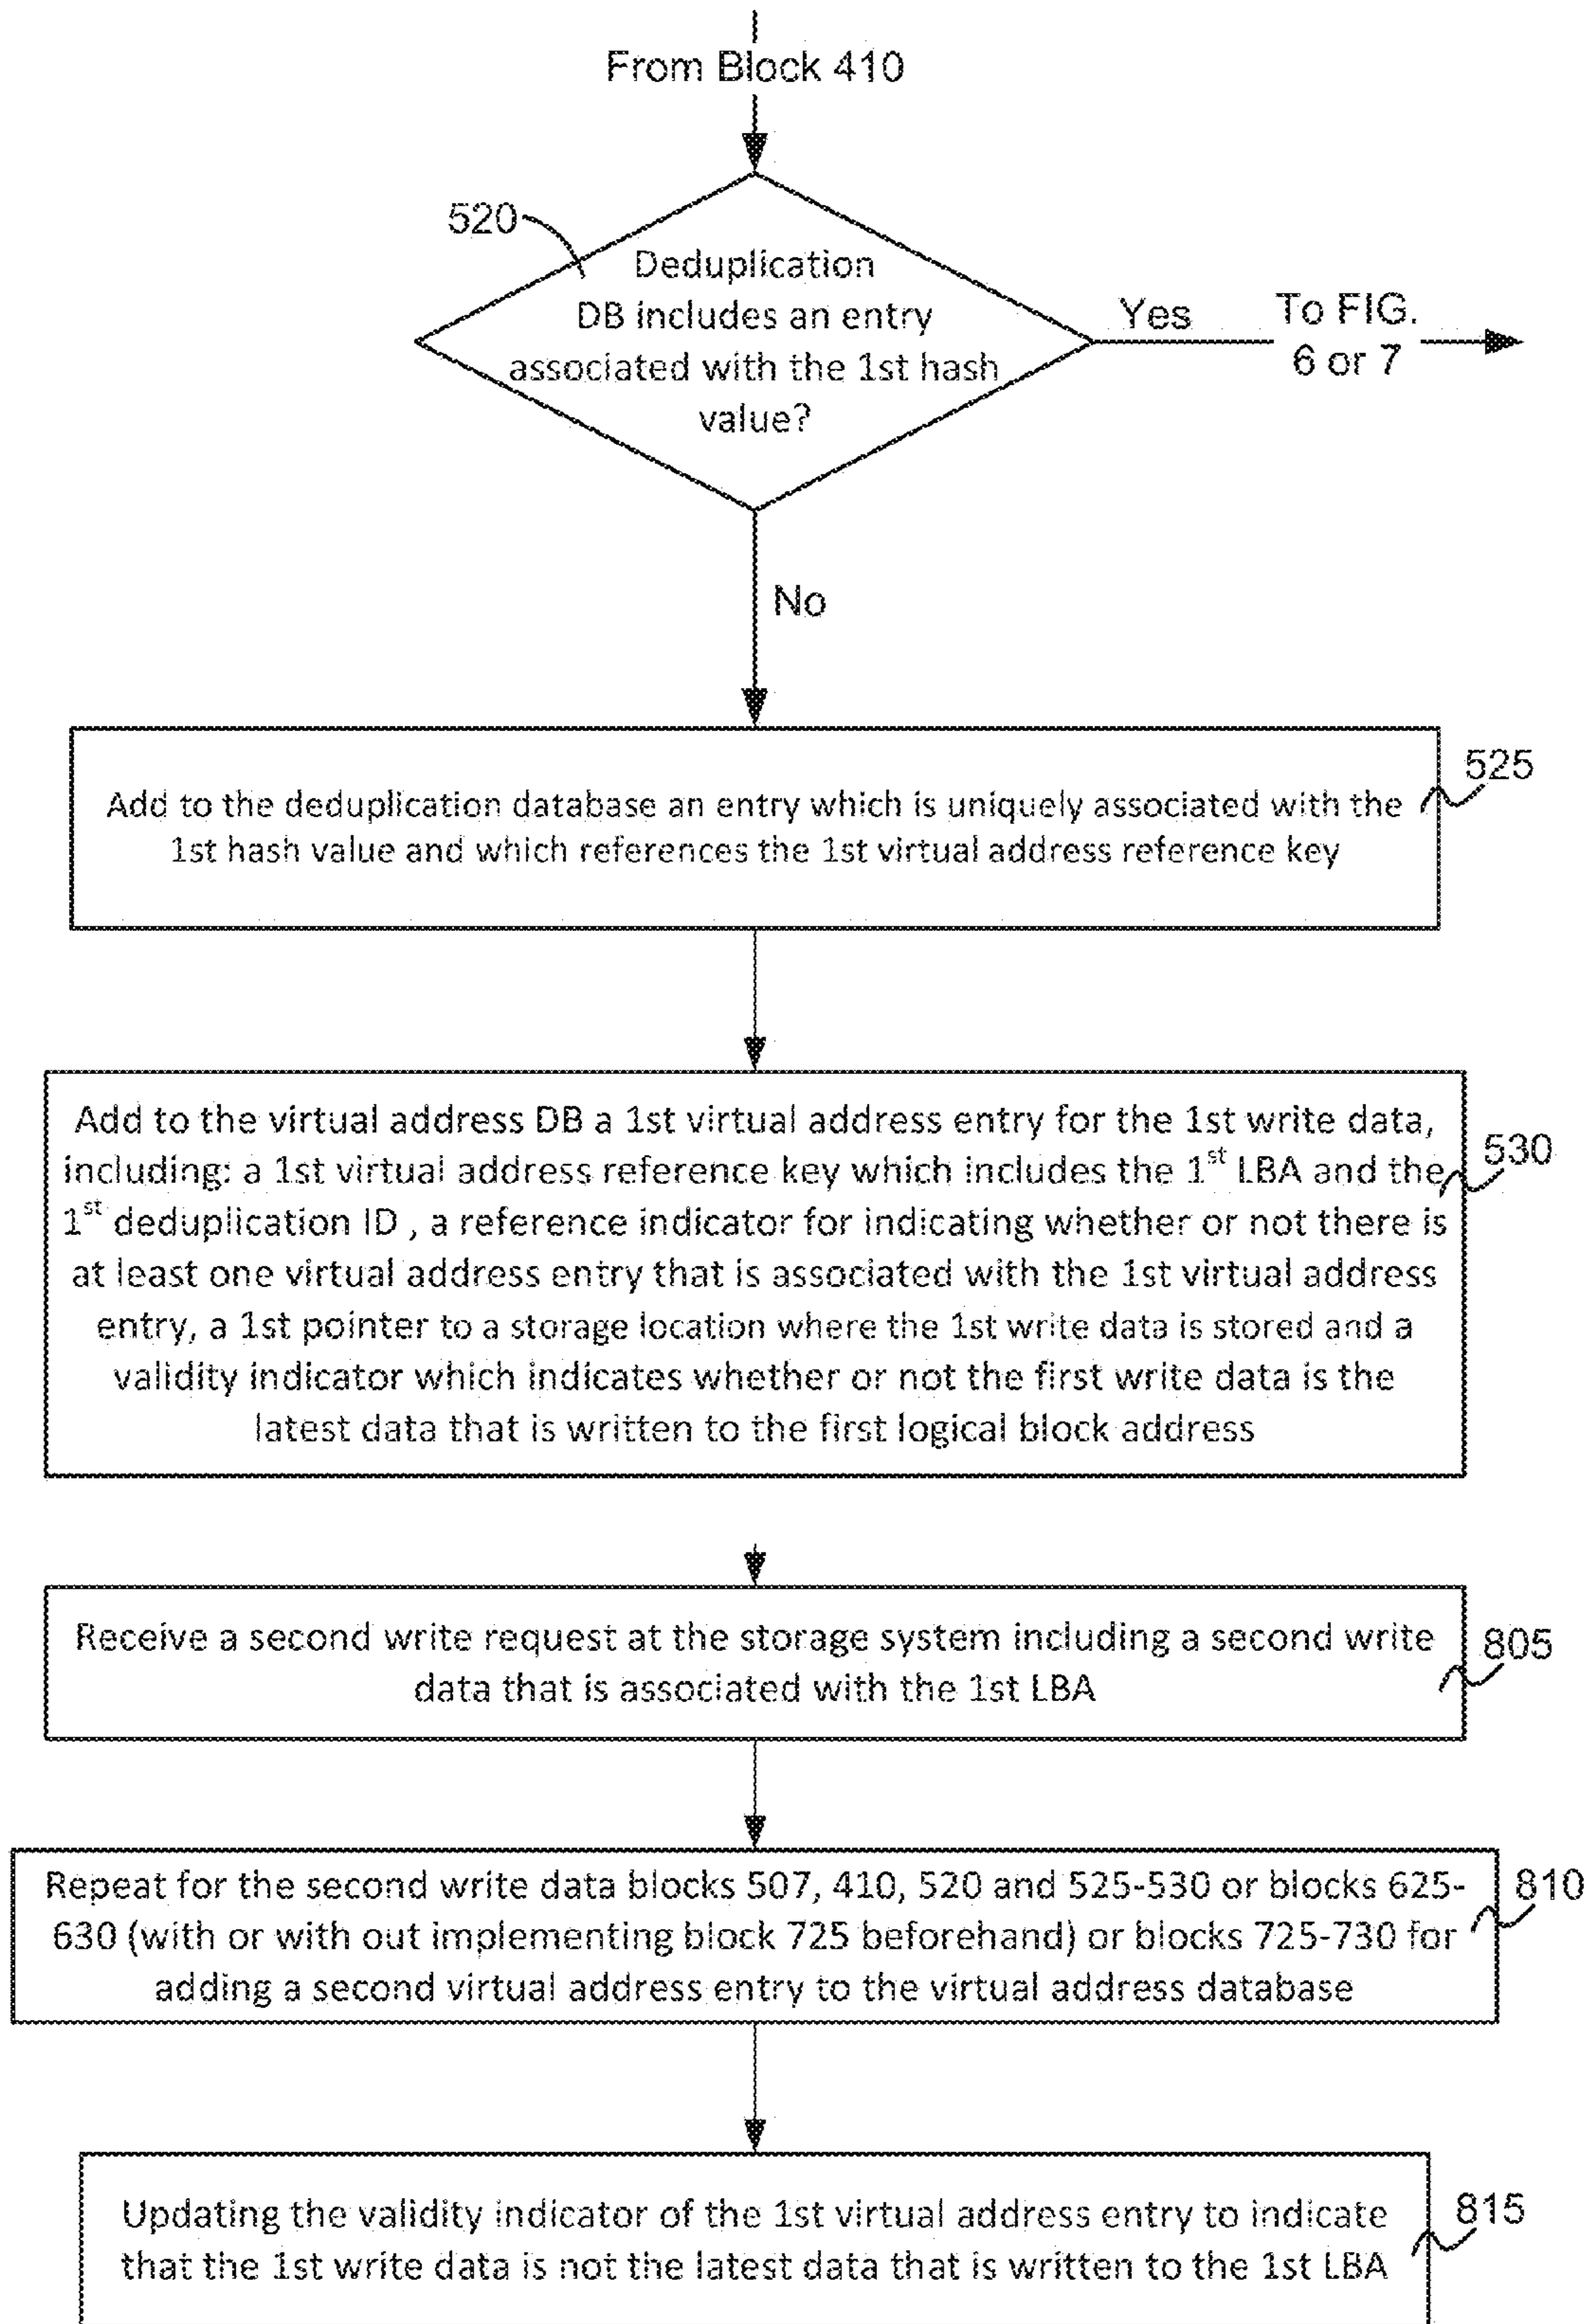 From Block 410
520
Deduplication
DB includes an entry
associated with the 1st hash
value?
Yes
To FIG.
6 or 7
No
525
Add to the deduplication database an entry which is uniquely associated with the
1st hash value and which references the 1st virtual address reference key
Add to the virtual address DB a 1st virtual address entry for the 1st write data,
530
including: a 1st virtual address reference key which includes the 1st LBA and the
1st deduplication ID , a reference indicator for indicating whether or not there is
at least one virtual address entry that is associated with the 1st virtual address
entry, a 1st pointer to a storage location where the 1st write data is stored and a
validity indicator which indicates whether or not the first write data is the
latest data that is written to the first logical block address
Receive a second write request at the storage system including a second write
805
data that is associated with the 1st LBA
Repeat for the second write data blocks 507, 410, 520 and 525-530 or blocks 625-
810
630 (with or with out implementing block 725 beforehand) or blocks 725-730 for
adding a second virtual address entry to the virtual address database
Updating the validity indicator of the 1st virtual address entry to indicate
815
that the 1st write data is not the latest data that is written to the 1st LBA